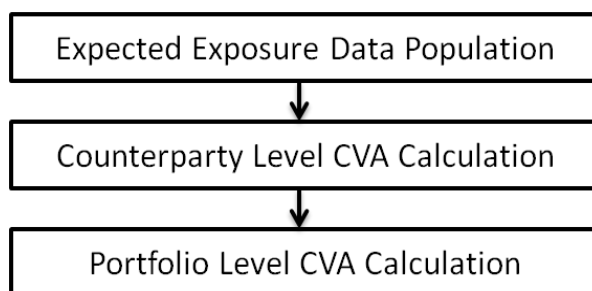 Expected Exposure Data Population
Counterparty Level CVA Calculation
Portfolio Level CVA Calculation